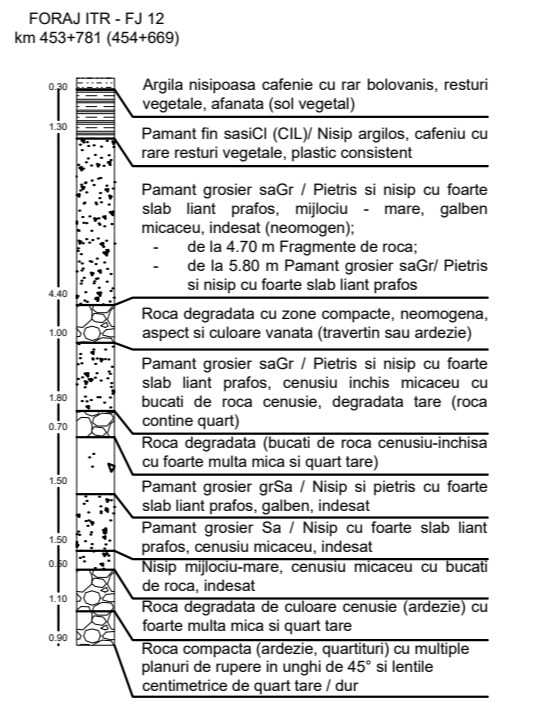 FORAJ ITR - FJ 12
km 453+781 (454+669)
0.30
Argila nisipoasa cafenie cu rar bolovanis, resturi
vegetale, afanata (sol vegetal)
1.30
Pamant fin sasiCl (CIL)/ Nisip argilos, cafeniu cu
rare resturi vegetale, plastic consistent
Pamant grosier saGr / Pietris si nisip cu foarte
slab liant prafos, mijlociu - mare, galben
micaceu, indesat (neomogen);
- de la 4.70 m Fragmente de roca;
- de la 5.80 m Pamant grosier saGr/ Pietris
si nisip cu foarte slab liant prafos
4.40
Roca degradata cu zone compacte, neomogena,
aspect si culoare vanata (travertin sau ardezie)
1.00
Pamant grosier saGr / Pietris si nisip cu foarte
slab liant prafos, cenusiu inchis micaceu cu
bucati de roca cenusie, degradata tare (roca
contine quart)
1.80
0.70
Roca degradata (bucati de roca cenusiu-inchisa
cu foarte multa mica si quart tare)
1.50
Pamant grosier grSa / Nisip si pietris cu foarte
slab liant prafos, galben, indesat
Pamant grosier Sa / Nisip cu foarte slab liant
prafos, cenusiu micaceu, indesat
1.50
0.60
Nisip mijlociu-mare, cenusiu micaceu cu bucati
de roca, indesat
1.10
Roca degradata de culoare cenusie (ardezie) cu
foarte multa mica si quart tare
0.90
Roca compacta (ardezie, quartituri) cu multiple
planuri de rupere in unghi de 45° si lentile
centimetrice de quart tare / dur